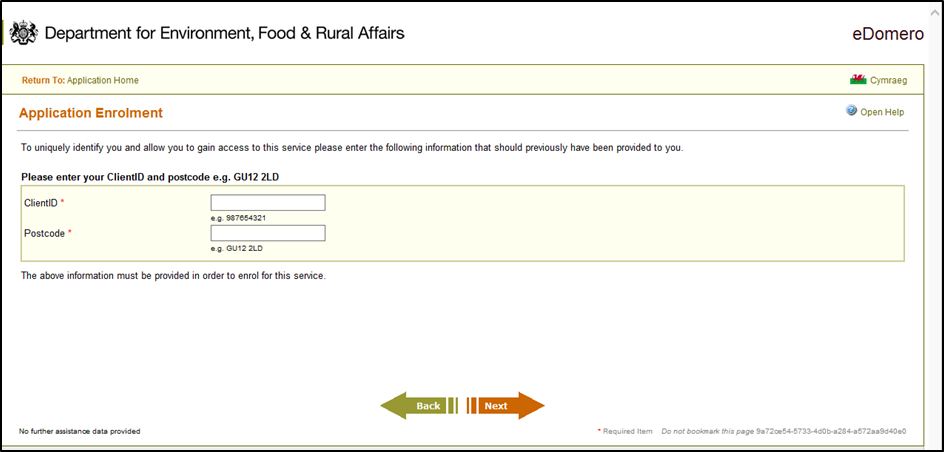 Department for Environment, Food & Rural Affairs
eDomero
Return To: Application Home
Cymraeg
Application Enrolment
Open Help
To uniquely identify you and allow you to gain access to this service please enter the following information that should previously have been provided to you.
Please enter your ClientID and postcode e.g. GU12 2LD
ClientID *
e.g. 987654321
Postcode *
e.g. GU12 2LD
The above information must be provided in order to enrol for this service.
Back
Next
No further assistance data provided
* Required Item Do not bookmark this page 9a72ce54-5733-4d0b-a284-a572aa9d40e0